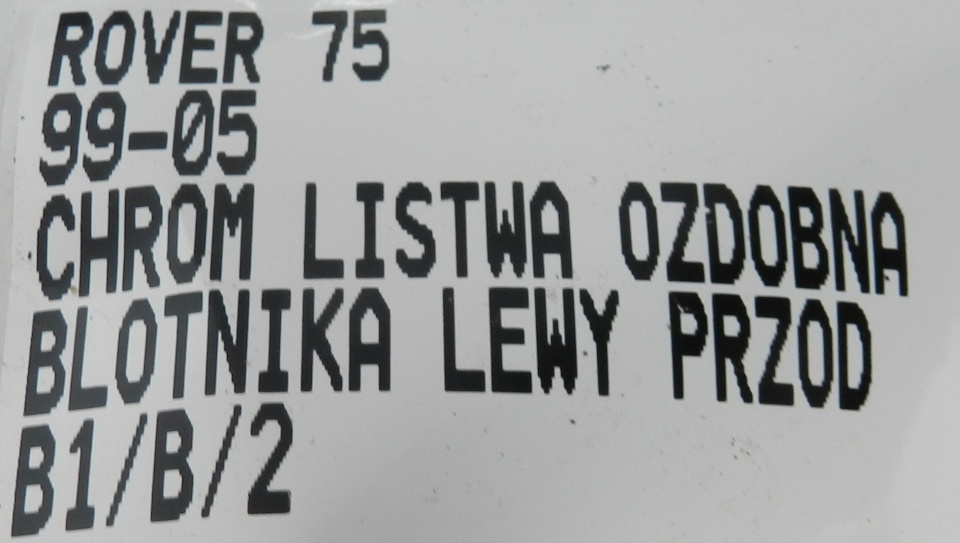 ROVER 75
99-05
CHROM LISTWA OZDOBNA
BLOTNIKA LEWY PRZOD
B1/B/2